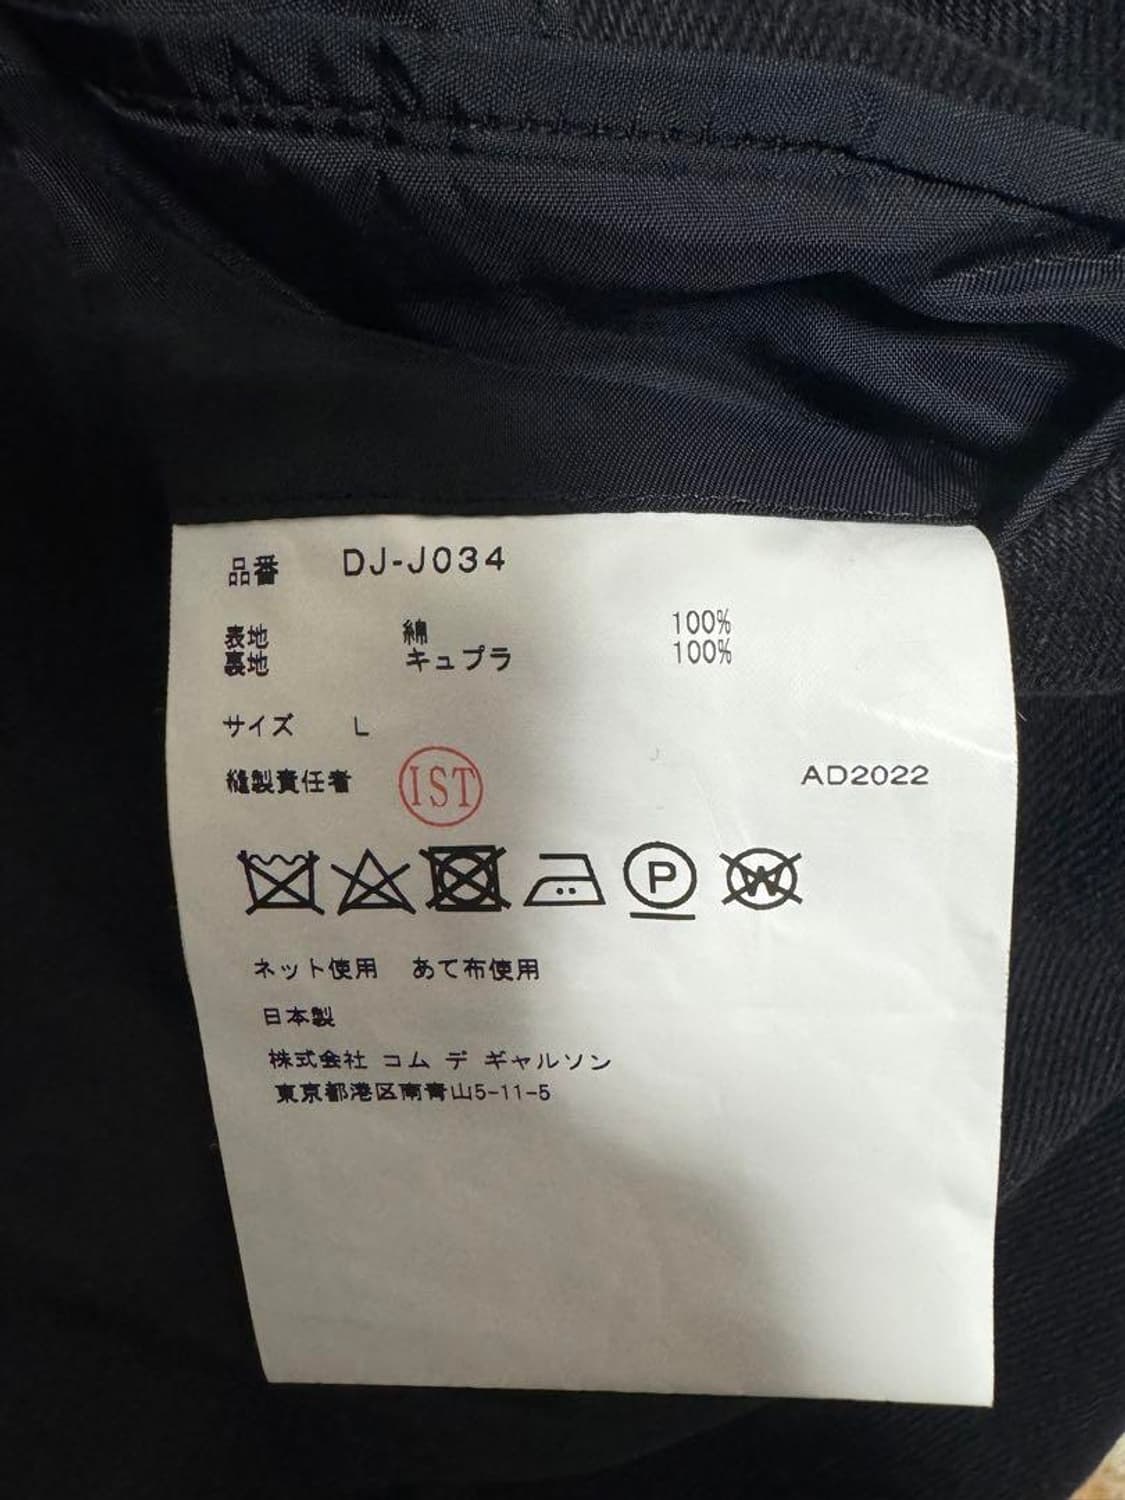 品番 DJ-J034
表地 綿 100%
裏地 キュプラ 100%
サイズ L
縫製責任者 IST AD2022
P W
ネット使用 あて布使用
日本製
株式会社 コム デ ギャルソン
東京都港区南青山5-11-5